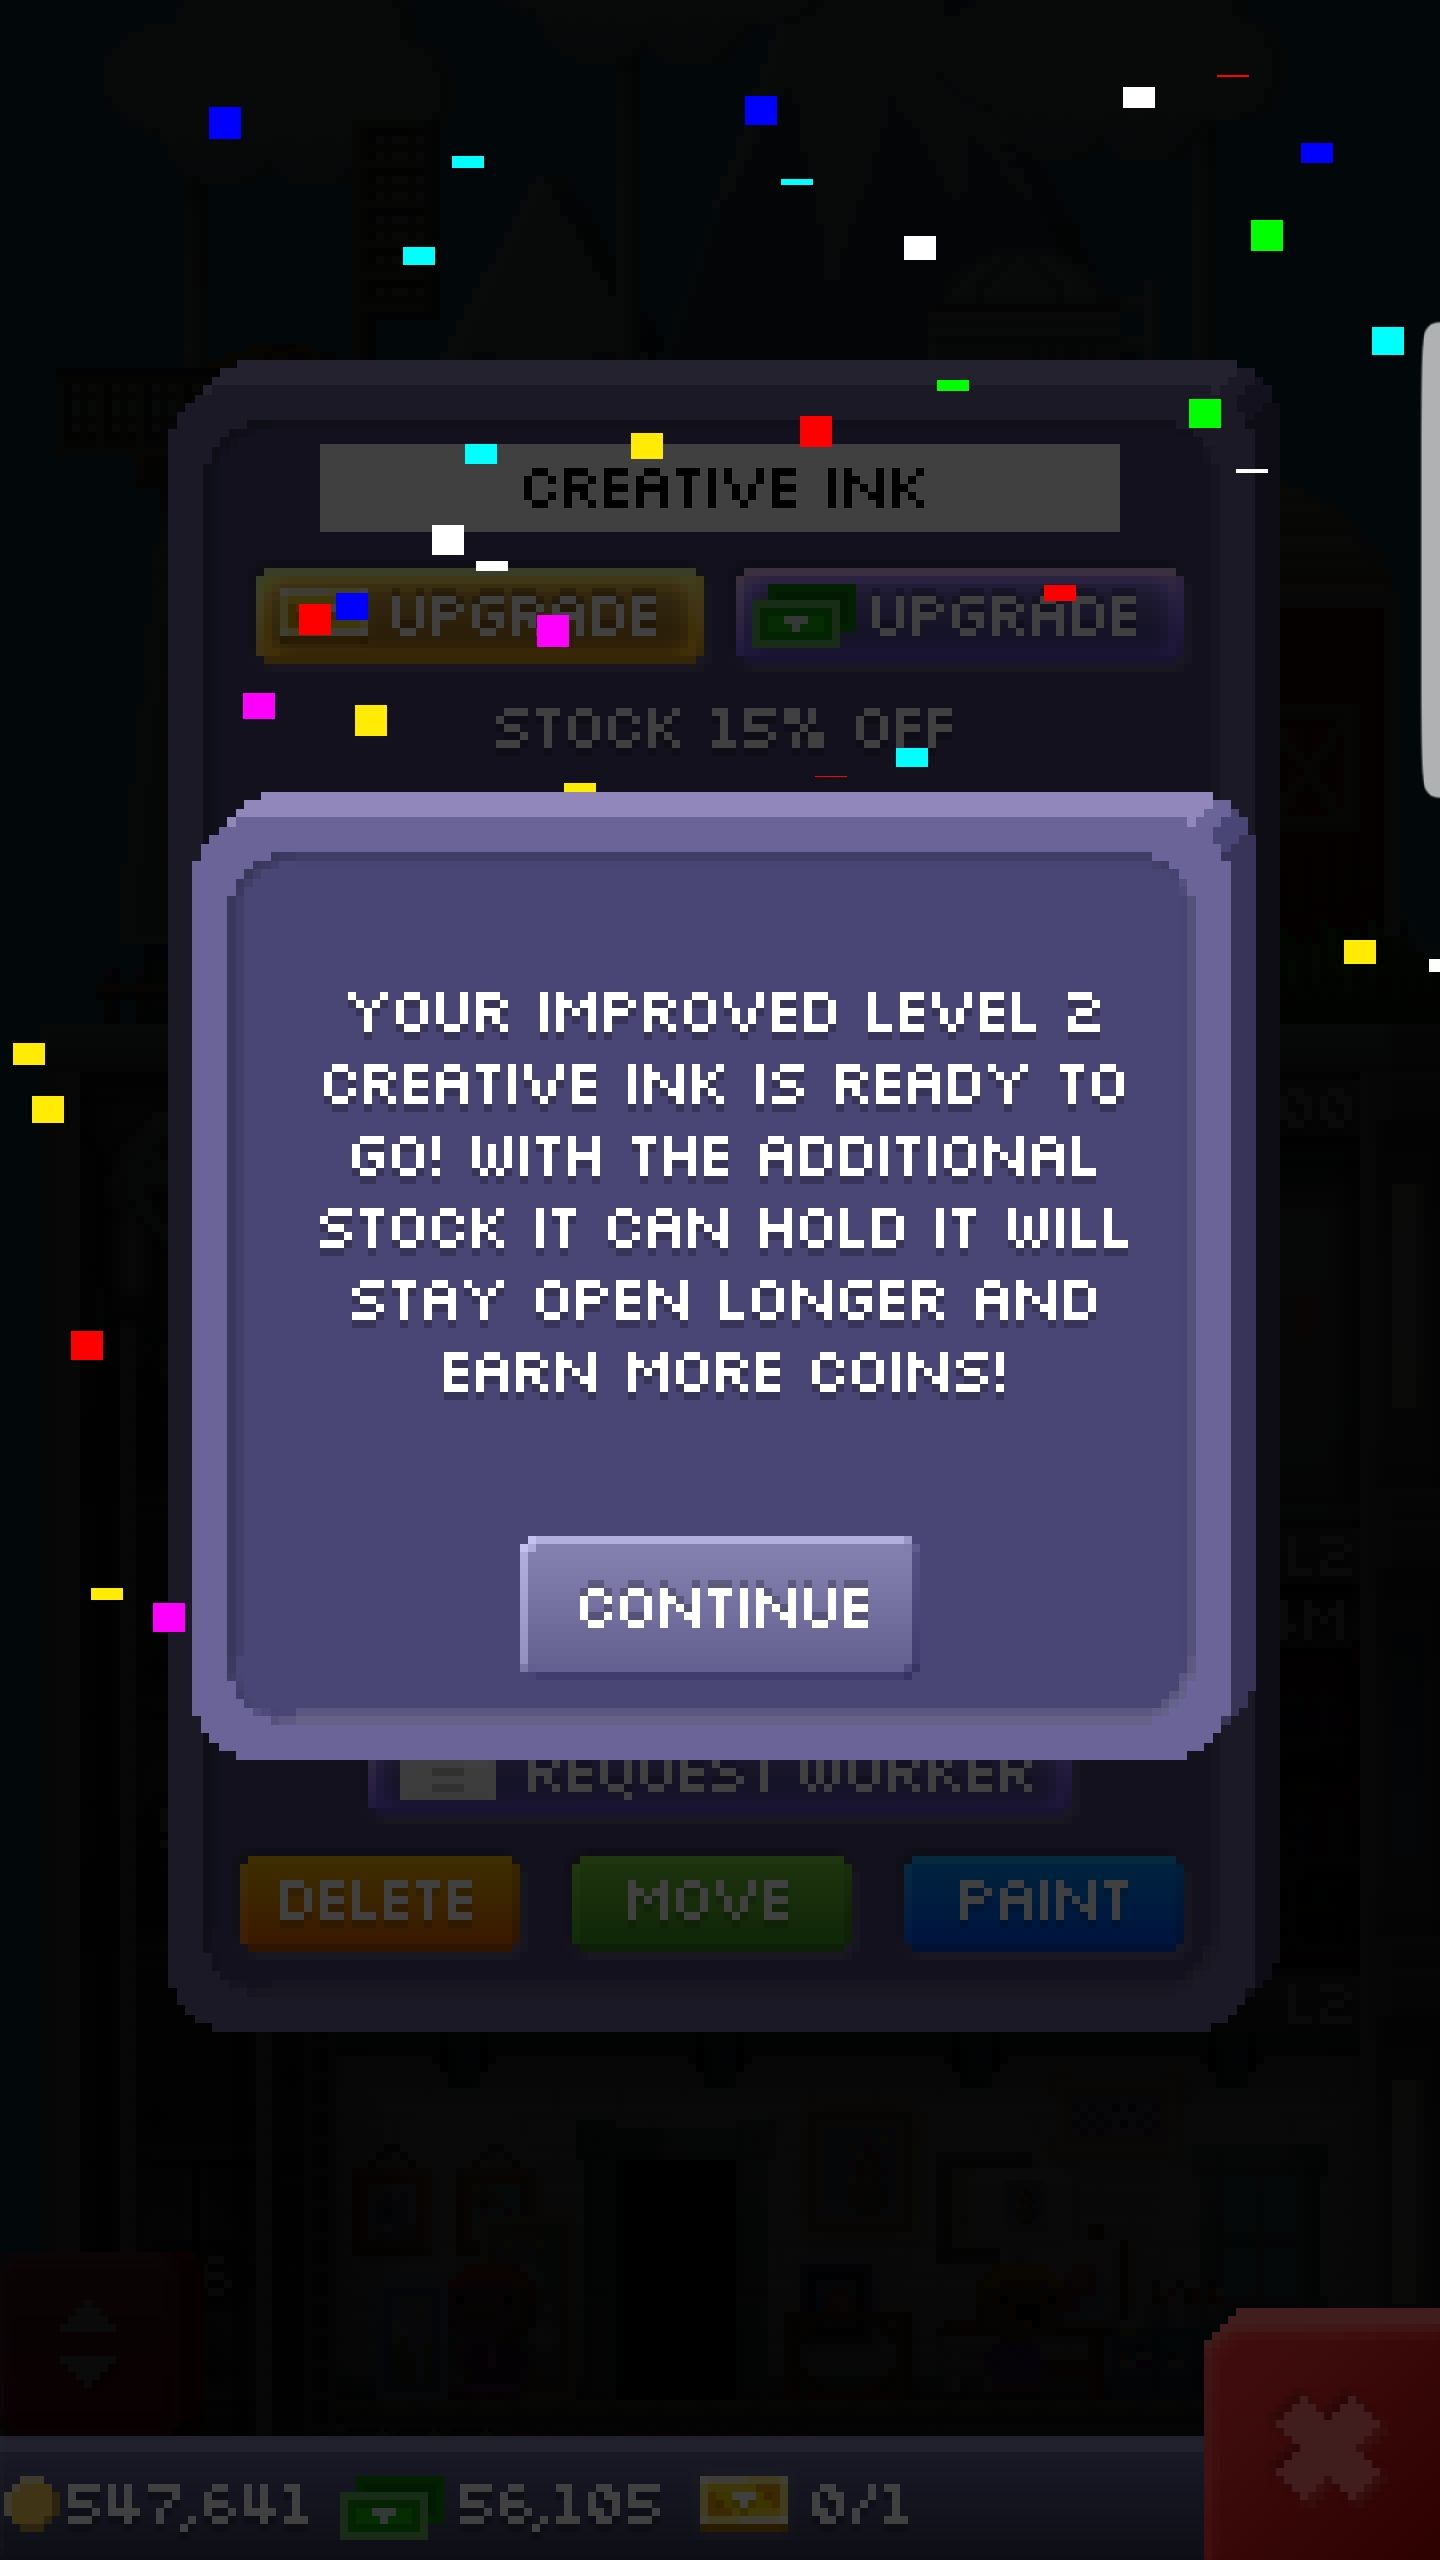 CREATIVE INK
UPGRADE
UPGRADE
STOCK 15% OFF
YOUR IMPROVED LEVEL 2
CREATIVE INK IS READY TO
GO! WITH THE ADDITIONAL
STOCK IT CAN HOLD IT WILL
STAY OPEN LONGER AND
EARN MORE COINS!
CONTINUE
REQUEST WORKER
DELETE
MOVE
PAINT
547,641
56,105
0/1